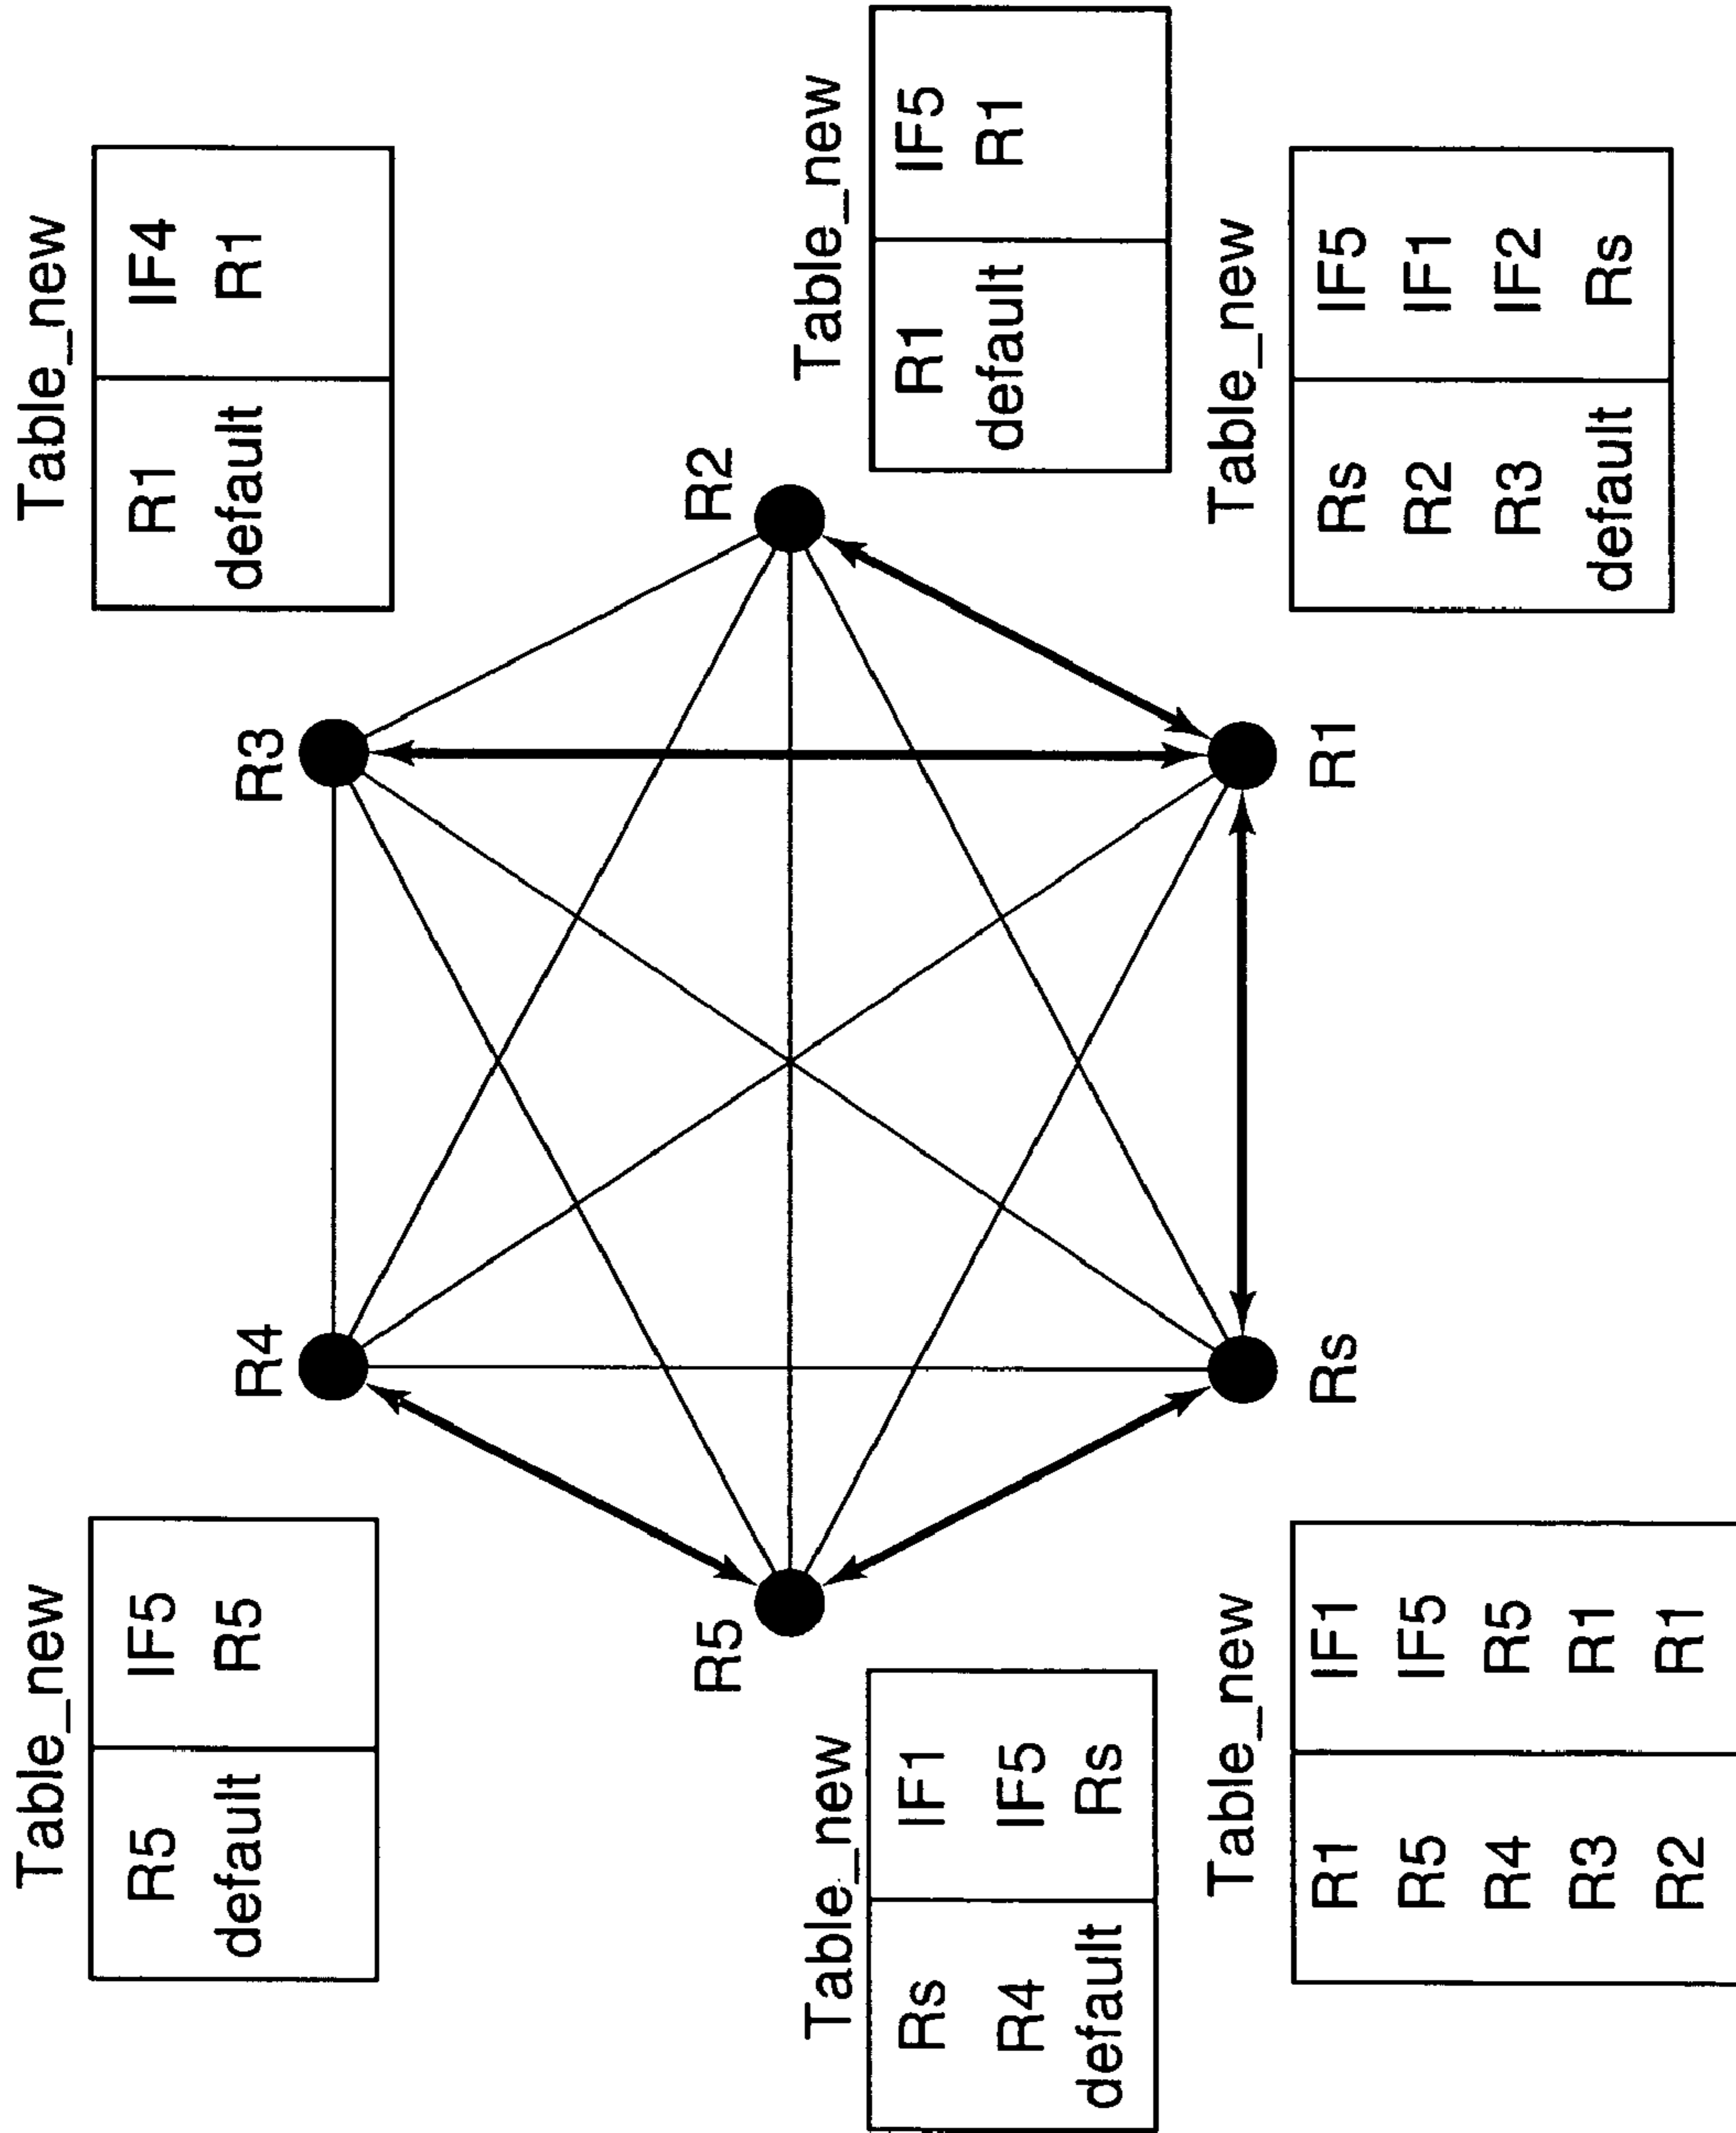 Table_new
R5 IF5
default R5
Table_new
R1 IF4
default R1
R4
R3
R5
R2
Table_new
Rs IF1
R4 IF5
default Rs
Table_new
R1 IF5
default R1
Table_new
R1 IF1
R5 IF5
R4 R5
R3 R1
R2 R1
Rs
R1
Table_new
Rs IF5
R2 IF1
R3 IF2
default Rs